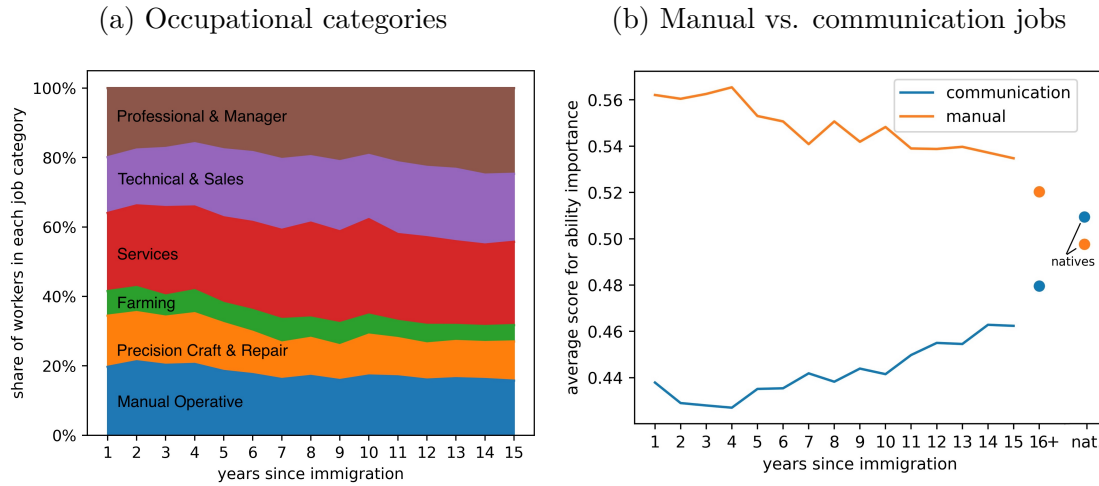 (a) Occupational categories
share of workers in each job category
100%
80%
60%
40%
20%
0%
Professional & Manager
Technical & Sales
Services
Farming
Precision Craft & Repair
Manual Operative
1 2 3 4 5 6 7 8 9 10 11 12 13 14 15
years since immigration
(b) Manual vs. communication jobs
average score for ability importance
0.56
0.54
0.52
0.50
0.48
0.46
0.44
communication
manual
natives
1 2 3 4 5 6 7 8 9 10 11 12 13 14 15 16+ nat
years since immigration